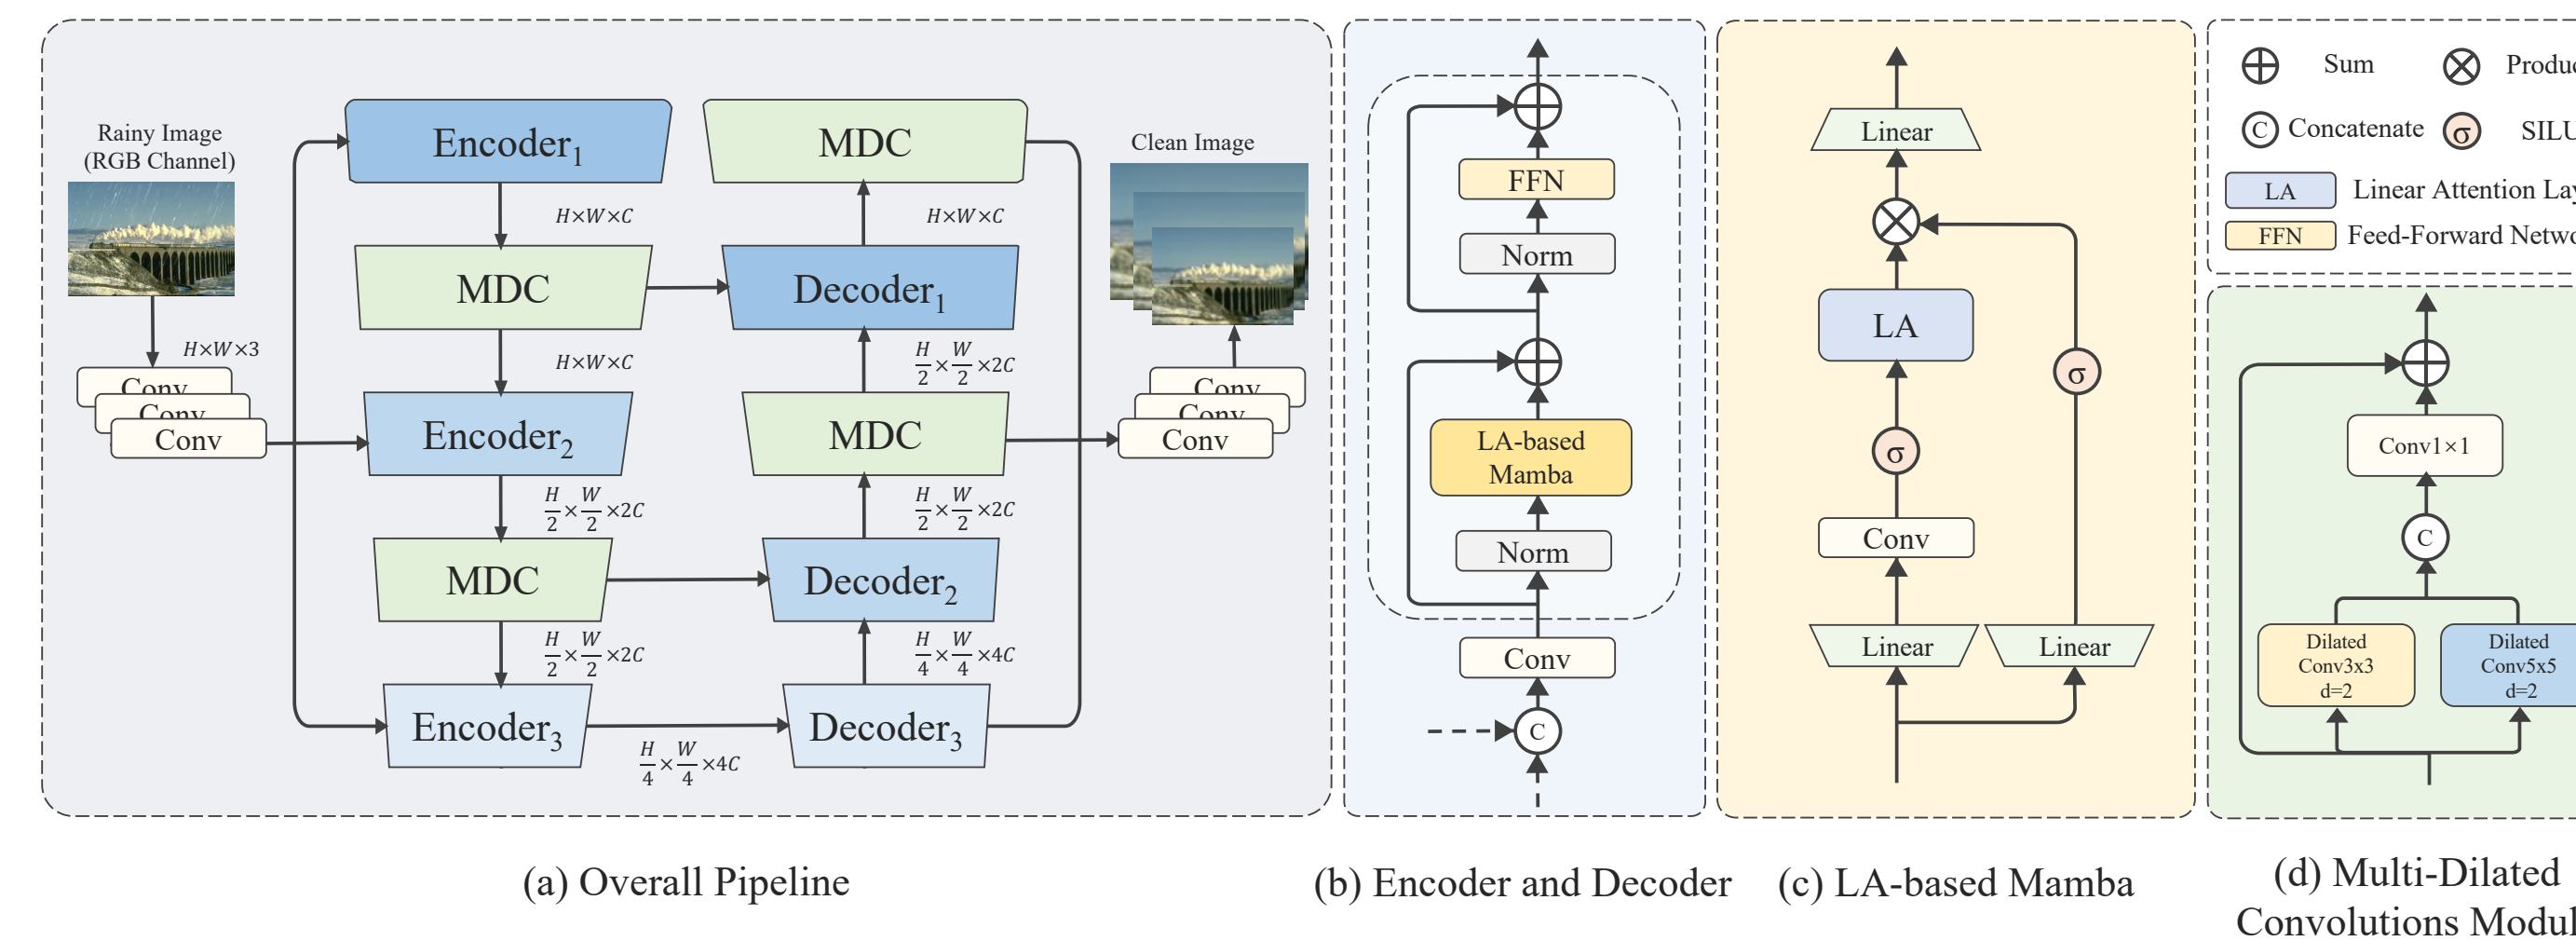 Rainy Image
(RGB Channel)
H×W×3
Conv
Conv
Conv
Encoder1
H×W×C
MDC
H×W×C
Encoder2
H/2×W/2×2C
MDC
H/2×W/2×2C
Encoder3
H/4×W/4×4C
MDC
H×W×C
Decoder1
H/2×W/2×2C
MDC
H/2×W/2×2C
Decoder2
H/4×W/4×4C
Decoder3
Clean Image
Conv
Conv
Conv
(a) Overall Pipeline
FFN
Norm
LA-based
Mamba
Norm
Conv
C
(b) Encoder and Decoder
Linear
LA
σ
σ
Conv
Linear
Linear
(c) LA-based Mamba
Sum
Produc
C Concatenate
σ SILU
LA Linear Attention Lay
FFN Feed-Forward Netwo
Conv1×1
C
Dilated
Conv3x3
d=2
Dilated
Conv5x5
d=2
(d) Multi-Dilated
Convolutions Modul